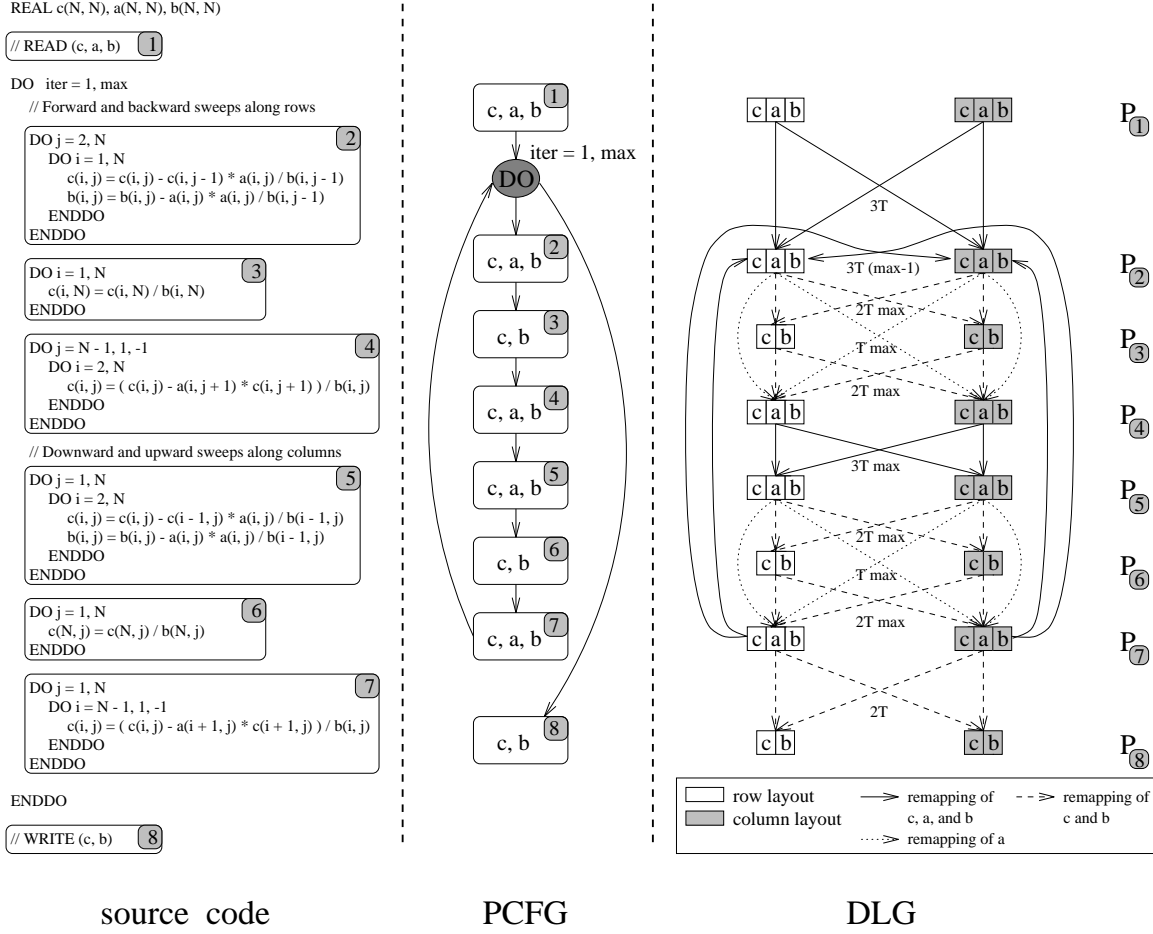 REAL c(N, N), a(N, N), b(N, N)
// READ (c, a, b) 1
DO iter = 1, max
// Forward and backward sweeps along rows
DO j = 2, N 2
DO i = 1, N
c(i, j) = c(i, j) - c(i, j - 1) * a(i, j) / b(i, j - 1)
b(i, j) = b(i, j) - a(i, j) * a(i, j) / b(i, j - 1)
ENDDO
ENDDO
DO i = 1, N 3
c(i, N) = c(i, N) / b(i, N)
ENDDO
DO j = N - 1, 1, -1 4
DO i = 2, N
c(i, j) = ( c(i, j) - a(i, j + 1) * c(i, j + 1) ) / b(i, j)
ENDDO
ENDDO
// Downward and upward sweeps along columns
DO j = 1, N 5
DO i = 2, N
c(i, j) = c(i, j) - c(i - 1, j) * a(i, j) / b(i - 1, j)
b(i, j) = b(i, j) - a(i, j) * a(i, j) / b(i - 1, j)
ENDDO
ENDDO
DO j = 1, N 6
c(N, j) = c(N, j) / b(N, j)
ENDDO
DO j = 1, N 7
DO i = N - 1, 1, -1
c(i, j) = ( c(i, j) - a(i + 1, j) * c(i + 1, j) ) / b(i, j)
ENDDO
ENDDO
ENDDO
// WRITE (c, b) 8
source code
c, a, b 1
iter = 1, max
DO
c, a, b 2
c, b 3
c, a, b 4
c, a, b 5
c, b 6
c, a, b 7
c, b 8
PCFG
c a b c a b P1
3T
c a b 3T (max-1) c a b P2
2T max
c b c b P3
T max
2T max
c a b c a b P4
3T max
c a b c a b P5
2T max
c b c b P6
T max
2T max
c a b c a b P7
2T
c b c b P8
row layout
column layout
remapping of
c, a, and b
remapping of a
remapping of
c and b
DLG